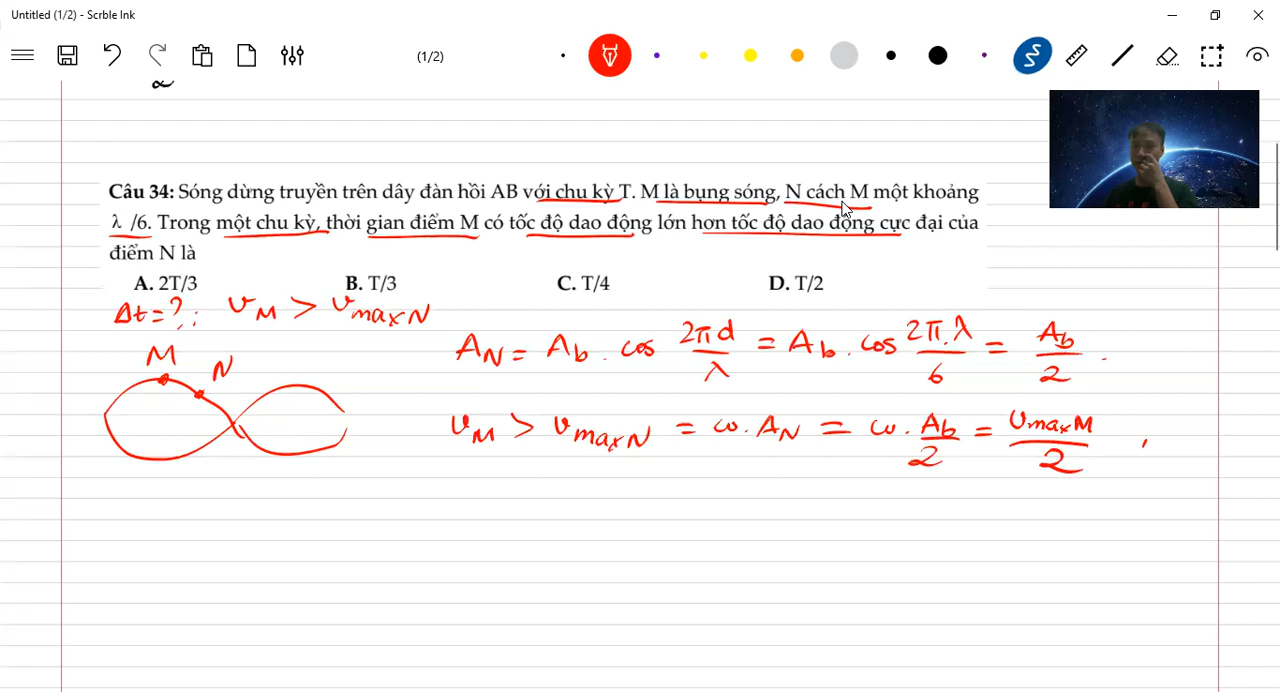 Untitled (1/2) - Scrble Ink
(1/2)
2
Câu 34: Sóng dừng truyền trên dây đàn hồi AB với chu kỳ T. M là bụng sóng, N cách M một khoảng
λ /6. Trong một chu kỳ, thời gian điểm M có tốc độ dao động lớn hơn tốc độ dao động cực đại của
điểm N là
A. 2T/3 B. T/3 C. T/4 D. T/2
Δt = ? : v_M > v_maxN
M
N
A_N = A_b . cos 2πd/λ = A_b . cos 2π.λ/6 = A_b/2 .
v_M > v_maxN = ω . A_N = ω . A_b/2 = v_maxM/2 ,